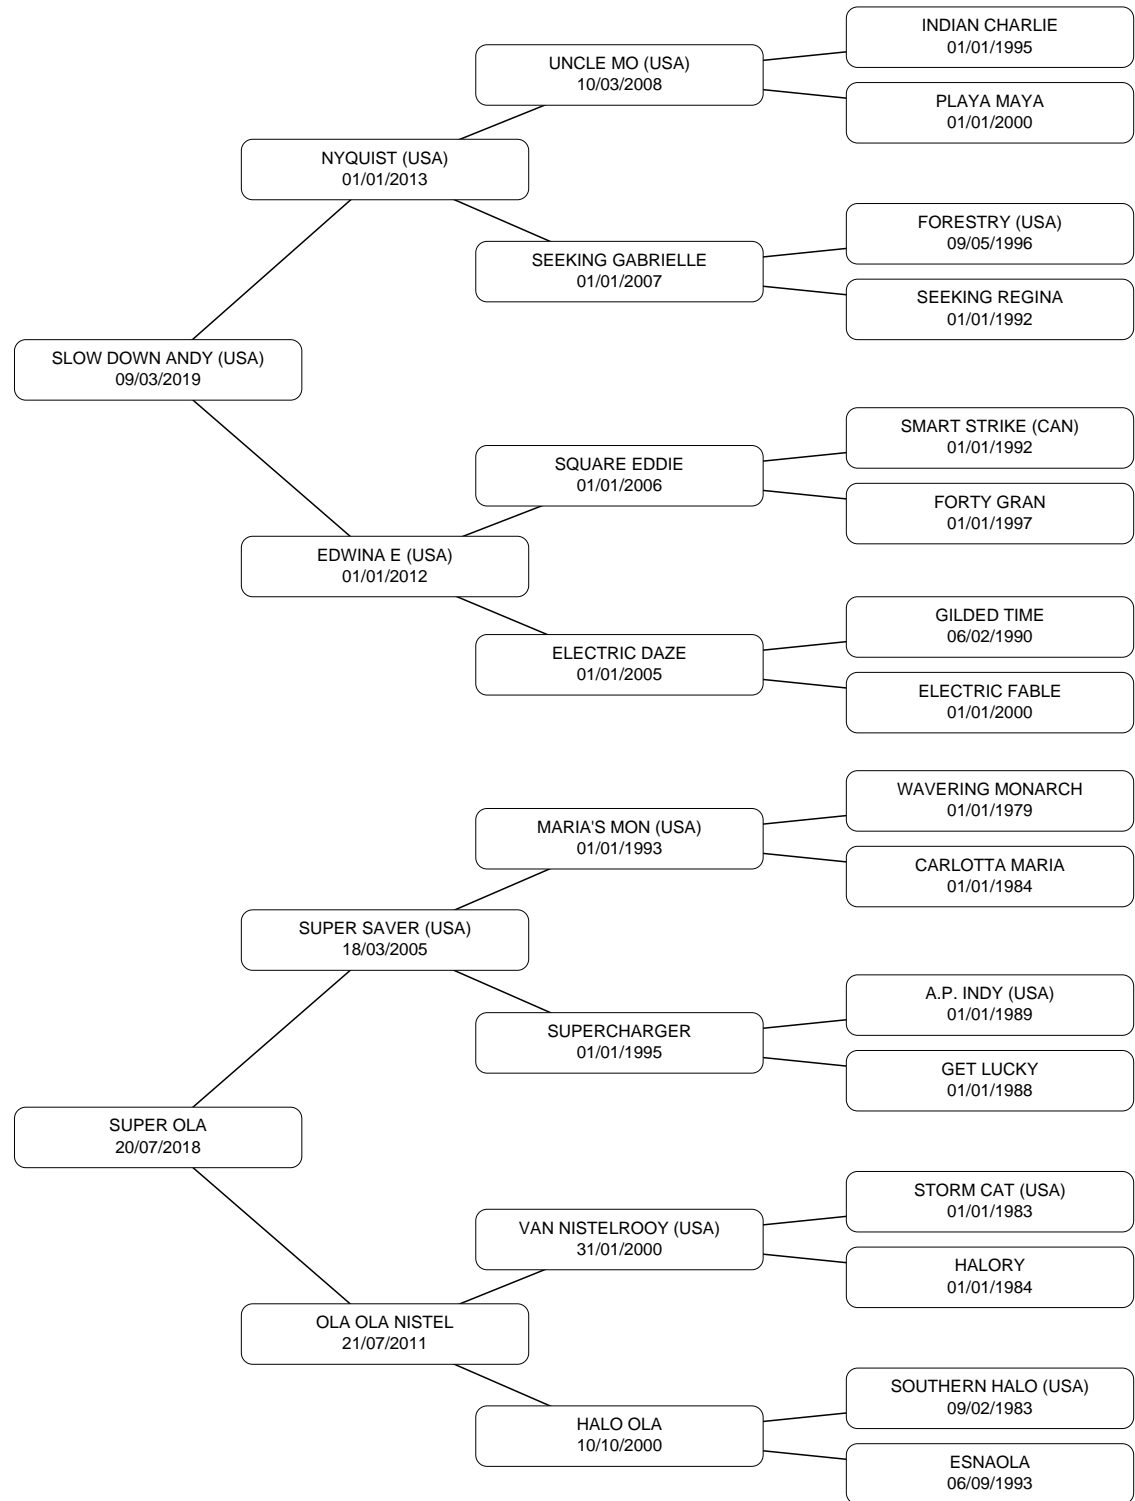 INDIAN CHARLIE
01/01/1995
UNCLE MO (USA)
10/03/2008
PLAYA MAYA
01/01/2000
NYQUIST (USA)
01/01/2013
FORESTRY (USA)
09/05/1996
SEEKING GABRIELLE
01/01/2007
SEEKING REGINA
01/01/1992
SLOW DOWN ANDY (USA)
09/03/2019
SMART STRIKE (CAN)
01/01/1992
SQUARE EDDIE
01/01/2006
FORTY GRAN
01/01/1997
EDWINA E (USA)
01/01/2012
GILDED TIME
06/02/1990
ELECTRIC DAZE
01/01/2005
ELECTRIC FABLE
01/01/2000
WAVERING MONARCH
01/01/1979
MARIA'S MON (USA)
01/01/1993
CARLOTTA MARIA
01/01/1984
SUPER SAVER (USA)
18/03/2005
A.P. INDY (USA)
01/01/1989
SUPERCHARGER
01/01/1995
GET LUCKY
01/01/1988
SUPER OLA
20/07/2018
STORM CAT (USA)
01/01/1983
VAN NISTELROOY (USA)
31/01/2000
HALORY
01/01/1984
OLA OLA NISTEL
21/07/2011
SOUTHERN HALO (USA)
09/02/1983
HALO OLA
10/10/2000
ESNAOLA
06/09/1993